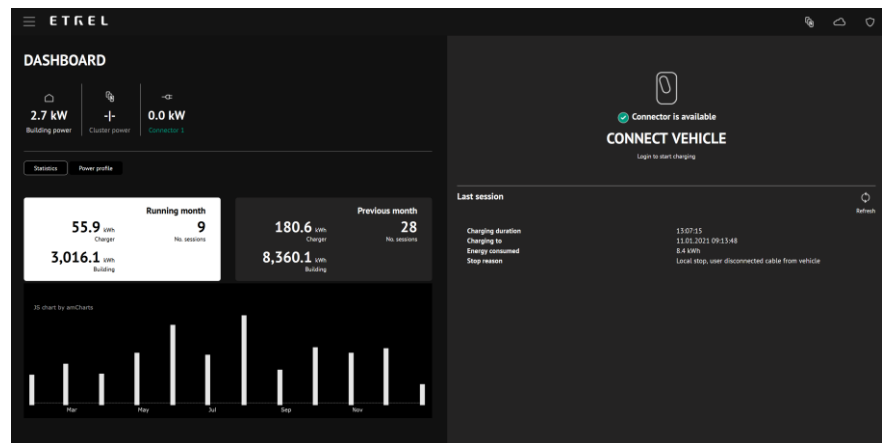 ETREL
DASHBOARD
2.7 kW
Building power
-|-
Cluster power
0.0 kW
Connector 1
Statistics
Power profile
Running month
55.9 kWh
Charger
9
No. sessions
3,016.1 kWh
Building
Previous month
180.6 kWh
Charger
28
No. sessions
8,360.1 kWh
Building
JS chart by amCharts
Mar May Jul Sep Nov
Connector is available
CONNECT VEHICLE
Login to start charging
Last session
Refresh
Charging duration 13:07:15
Charging to 11.01.2021 09:13:48
Energy consumed 8.4 kWh
Stop reason Local stop, user disconnected cable from vehicle